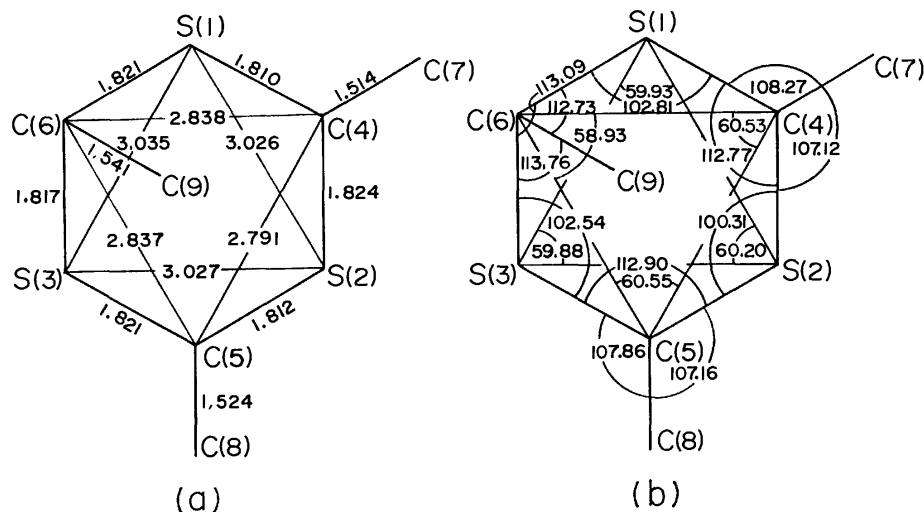 S(1)
C(7)
1.821
1.810
1.514
C(6)
2.838
C(4)
3.035
3.026
1.541
C(9)
1.817
1.824
2.837
2.791
S(3)
3.027
S(2)
1.821
1.812
C(5)
1,524
C(8)
(a)
S(1)
C(7)
113.09
59.93
108.27
112.73
102.81
C(6)
60.53
C(4)
58.93
107.12
113.76
112.77
C(9)
102.54
100.31
59.88
112.90
60.20
S(3)
60.55
S(2)
107.86
C(5)
107.16
C(8)
(b)